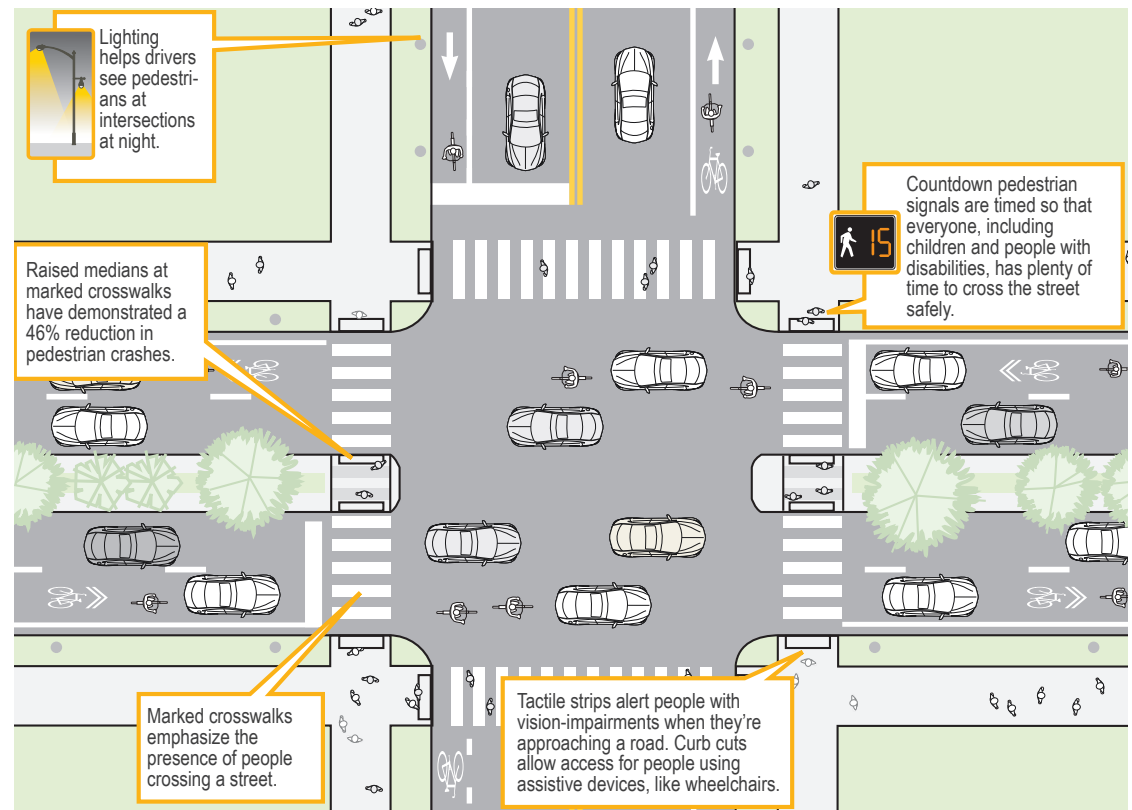 Lighting
helps drivers
see pedestri-
ans at
intersections
at night.
Countdown pedestrian
signals are timed so that
everyone, including
children and people with
disabilities, has plenty of
time to cross the street
safely.
15
Raised medians at
marked crosswalks
have demonstrated a
46% reduction in
pedestrian crashes.
Marked crosswalks
emphasize the
presence of people
crossing a street.
Tactile strips alert people with
vision-impairments when they’re
approaching a road. Curb cuts
allow access for people using
assistive devices, like wheelchairs.